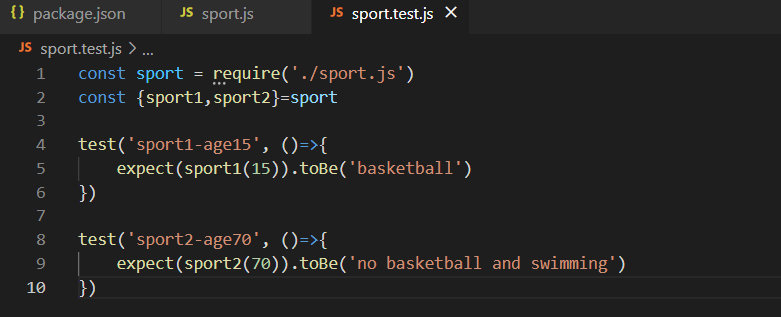 {} package.json JS sport.js JS sport.test.js ×
JS sport.test.js > ...
1 const sport = require('./sport.js')
2 const {sport1,sport2}=sport
3
4 test('sport1-age15', ()=>{
5     expect(sport1(15)).toBe('basketball')
6 })
7
8 test('sport2-age70', ()=>{
9     expect(sport2(70)).toBe('no basketball and swimming')
10 })